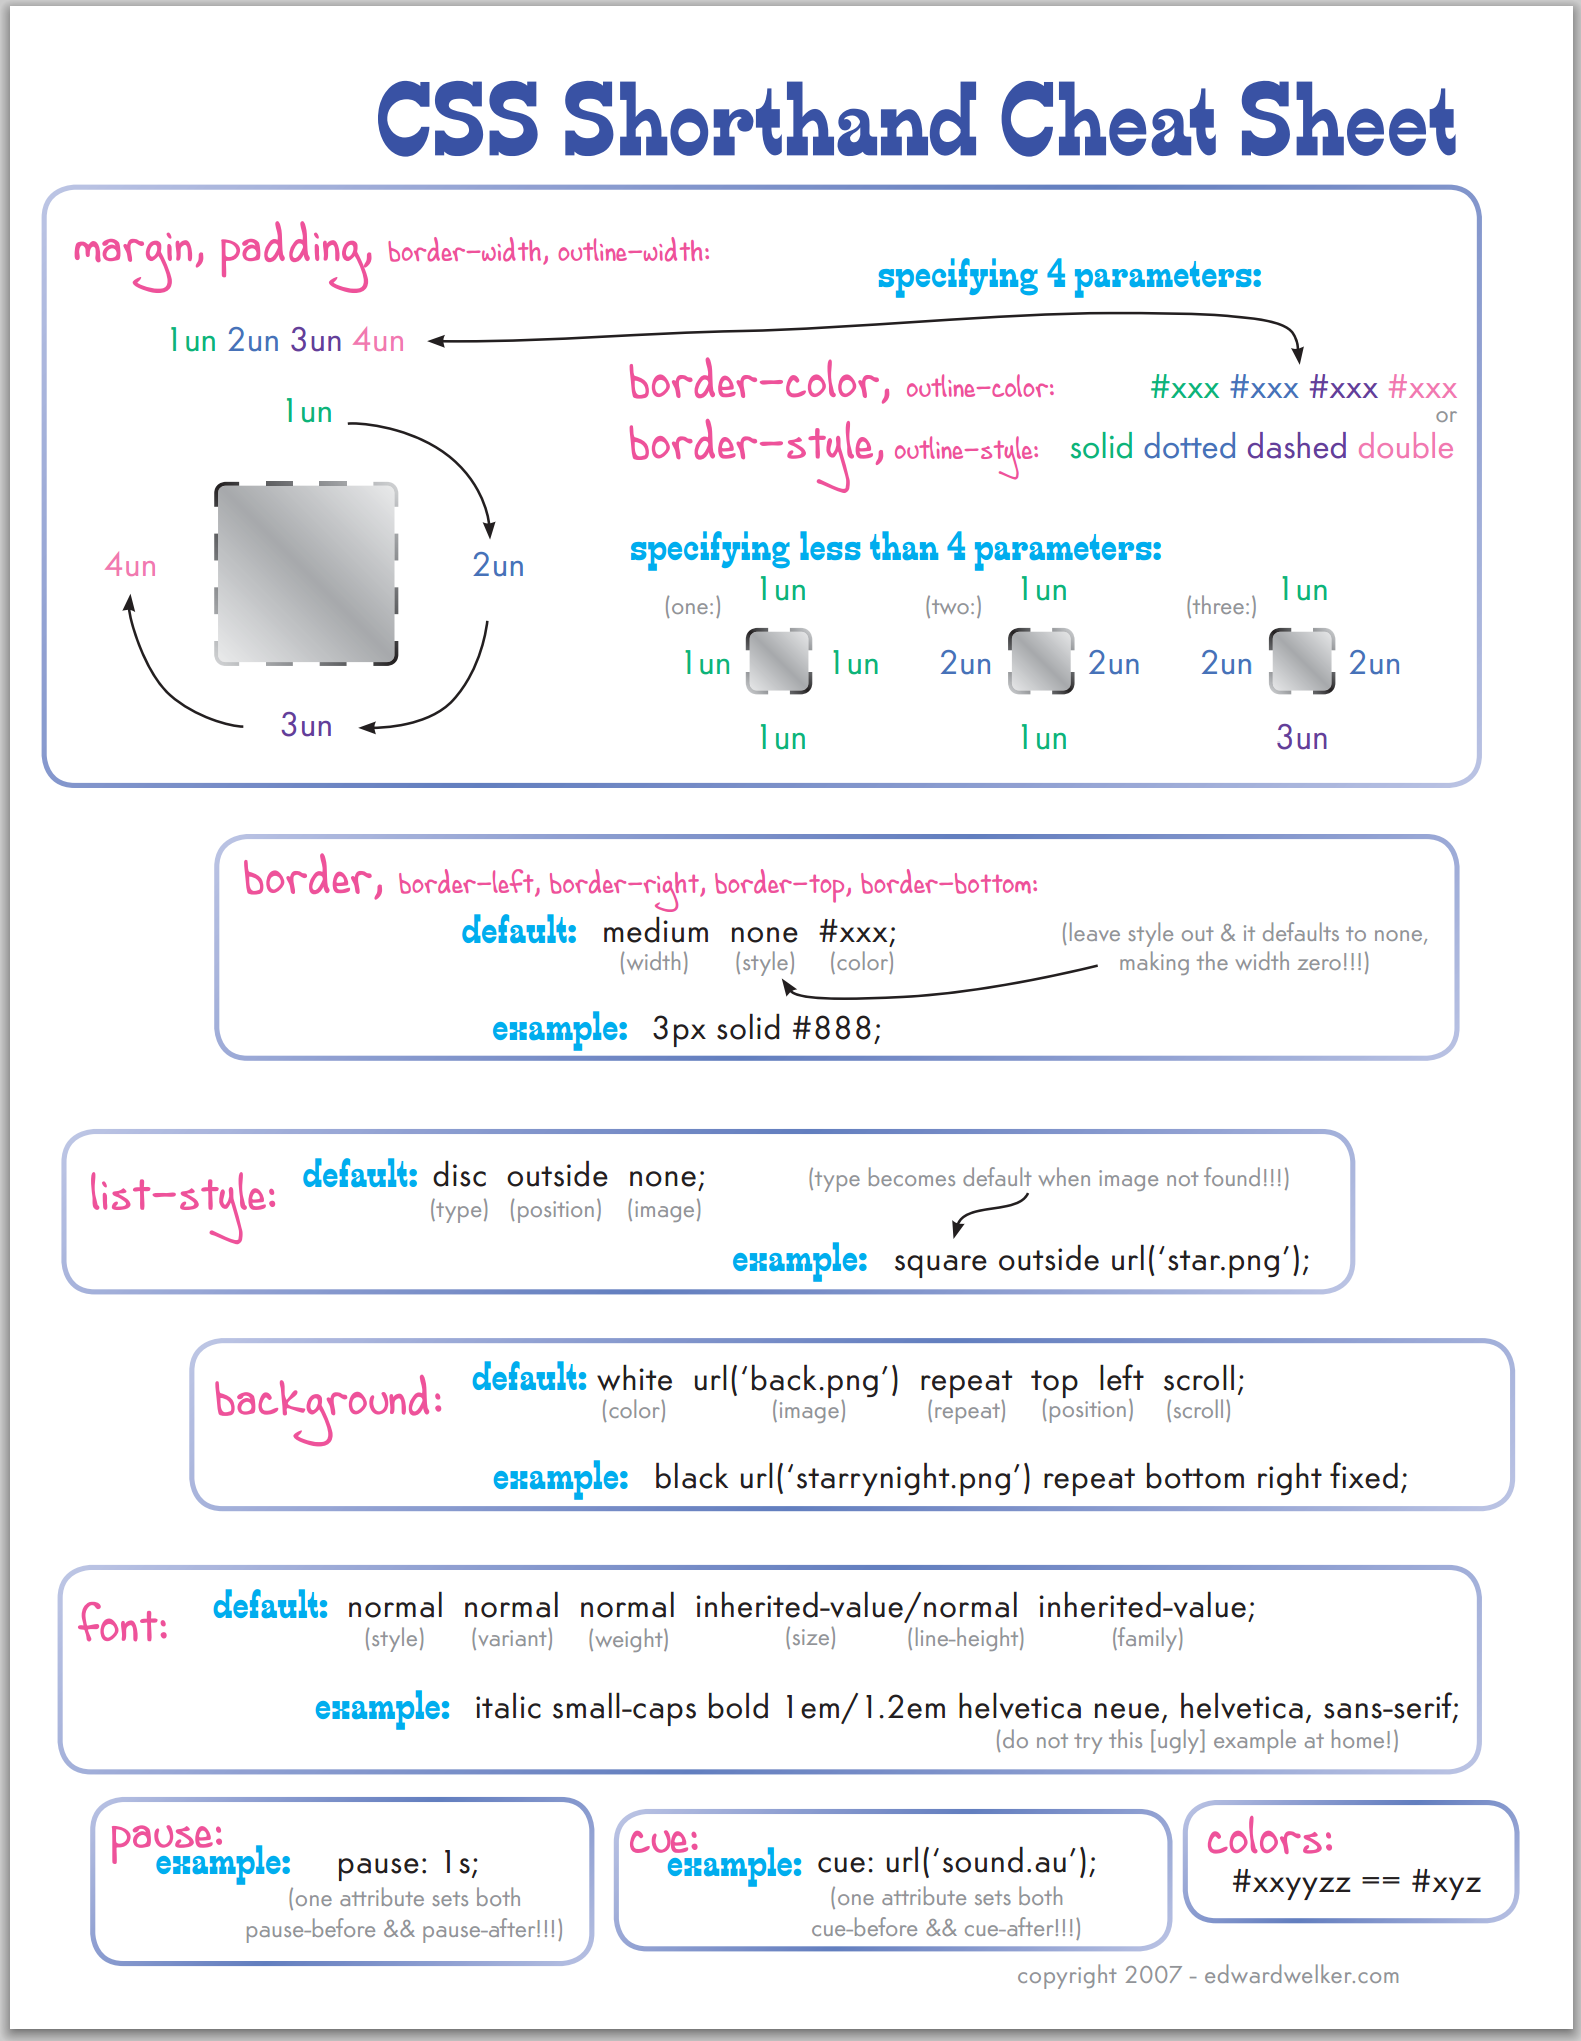 CSS Shorthand Cheat Sheet
margin, padding, border-width, outline-width:
specifying 4 parameters:
1un 2un 3un 4un
border-color, outline-color: #xxx #xxx #xxx #xxx
or
border-style, outline-style: solid dotted dashed double
1un
4un
2un
3un
specifying less than 4 parameters:
(one:) 1un
1un 1un
1un
(two:) 1un
2un 2un
1un
(three:) 1un
2un 2un
3un
border, border-left, border-right, border-top, border-bottom:
default: medium none #xxx;
(width) (style) (color)
(leave style out & it defaults to none,
making the width zero!!!)
example: 3px solid #888;
list-style: default: disc outside none;
(type) (position) (image)
(type becomes default when image not found!!!)
example: square outside url(‘star.png’);
background: default: white url(‘back.png’) repeat top left scroll;
(color) (image) (repeat) (position) (scroll)
example: black url(‘starrynight.png’) repeat bottom right fixed;
font: default: normal normal normal inherited-value/normal inherited-value;
(style) (variant) (weight) (size) (line-height) (family)
example: italic small-caps bold 1em/1.2em helvetica neue, helvetica, sans-serif;
(do not try this [ugly] example at home!)
pause:
example: pause: 1s;
(one attribute sets both
pause-before && pause-after!!!)
cue:
example: cue: url(‘sound.au’);
(one attribute sets both
cue-before && cue-after!!!)
colors:
#xxyyzz == #xyz
copyright 2007 - edwardwelker.com